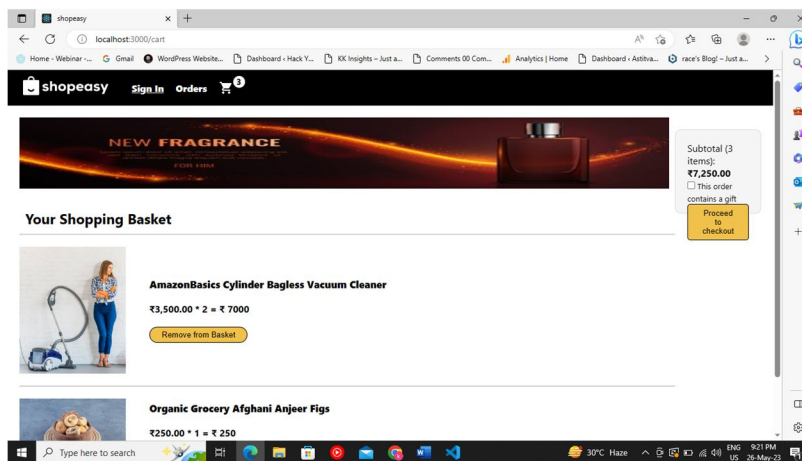 shopeasy
localhost:3000/cart
Home - Webinar -... Gmail WordPress Website... Dashboard ‹ Hack Y... KK Insights – Just a... Comments 00 Com... Analytics | Home Dashboard ‹ Astitva... race's Blog! – Just a...
shopeasy Sign In Orders 3
NEW FRAGRANCE
FOR HIM
Subtotal (3
items):
₹7,250.00
This order
contains a gift
Proceed
to
checkout
Your Shopping Basket
AmazonBasics Cylinder Bagless Vacuum Cleaner
₹3,500.00 * 2 = ₹ 7000
Remove from Basket
Organic Grocery Afghani Anjeer Figs
₹250.00 * 1 = ₹ 250
Type here to search
30°C Haze
ENG
US
9:21 PM
26-May-23